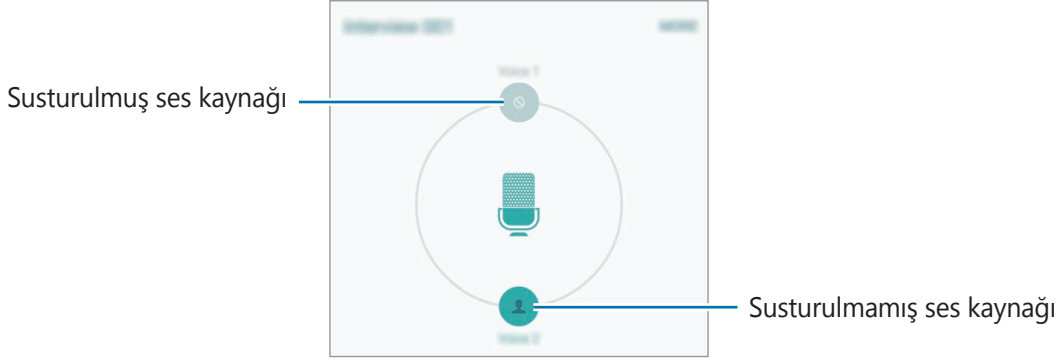 Interview 001
MORE
Voice 1
Susturulmuş ses kaynağı
Susturulmamış ses kaynağı
Voice 2